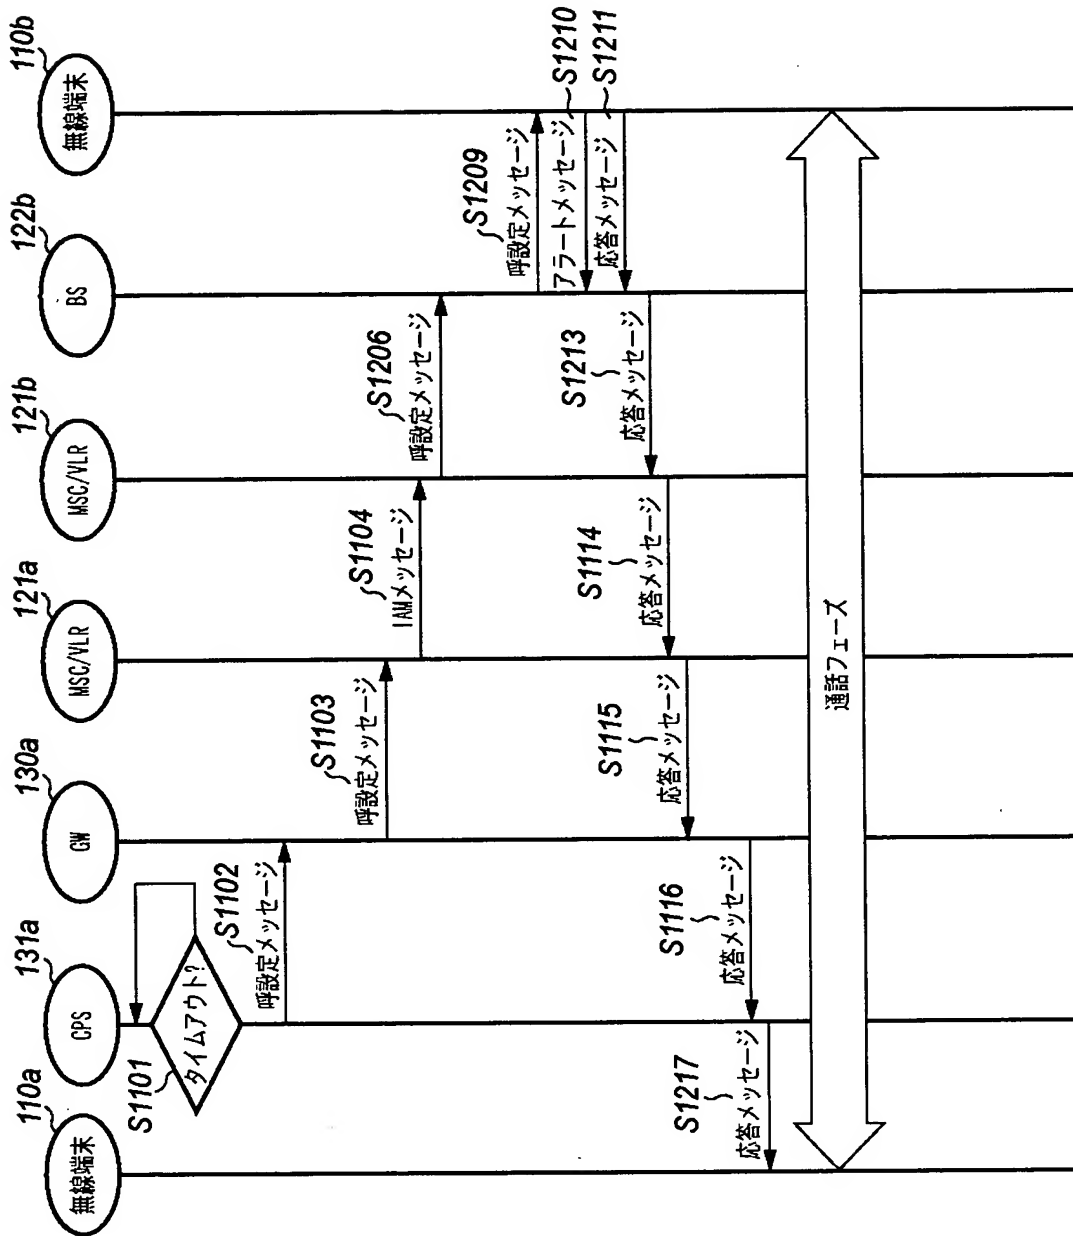 110a
無線端末
131a
CPS
130a
GW
121a
MSC/VLR
121b
MSC/VLR
122b
BS
110b
無線端末
S1101
タイムアウト?
S1102
呼設定メッセージ
S1103
呼設定メッセージ
S1104
IAMメッセージ
S1206
呼設定メッセージ
S1209
呼設定メッセージ
アラートメッセージ
S1210
応答メッセージ
S1211
S1213
応答メッセージ
S1114
応答メッセージ
S1115
応答メッセージ
S1116
応答メッセージ
S1217
応答メッセージ
通話フェーズ